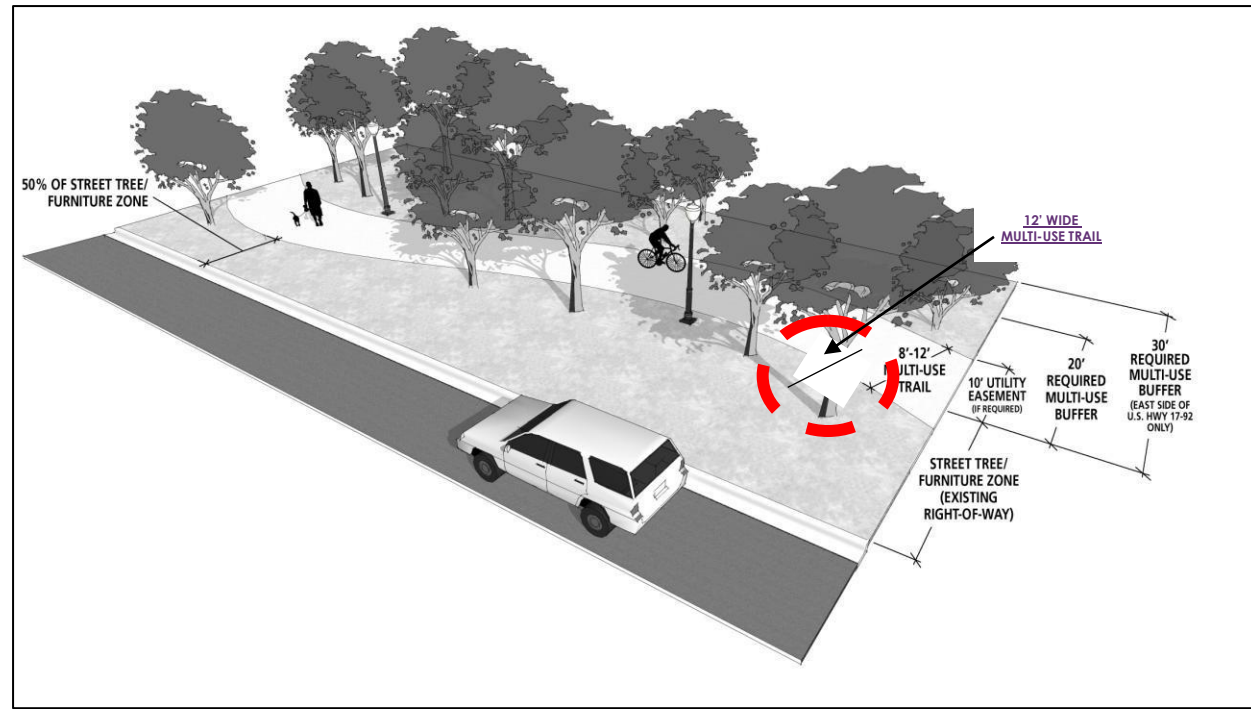 50% OF STREET TREE/
FURNITURE ZONE
12' WIDE
MULTI-USE TRAIL
8'-12'
MULTI-USE
TRAIL
10' UTILITY
EASEMENT
(IF REQUIRED)
20'
REQUIRED
MULTI-USE
BUFFER
30'
REQUIRED
MULTI-USE
BUFFER
(EAST SIDE OF
U.S. HWY 17-92
ONLY)
STREET TREE/
FURNITURE ZONE
(EXISTING
RIGHT-OF-WAY)